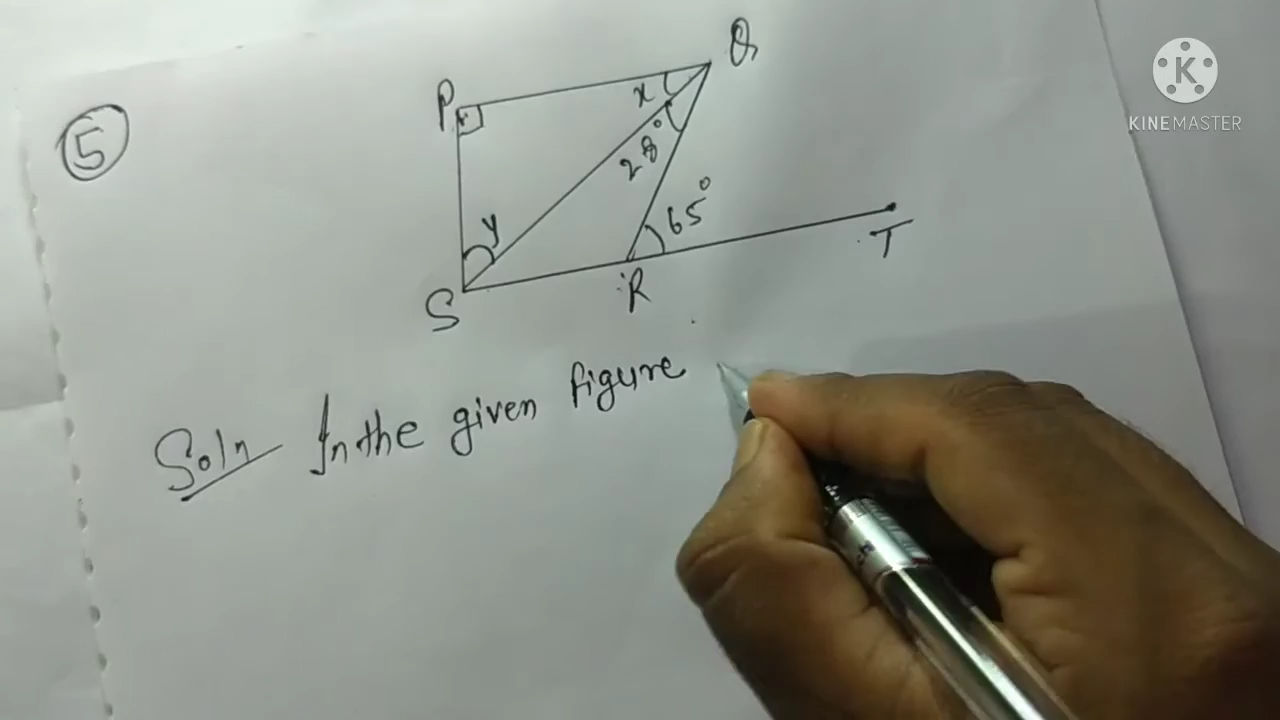 5
P
Q
x
28°
y
65°
S
R
T
Soln In the given figure
K
KINEMASTER